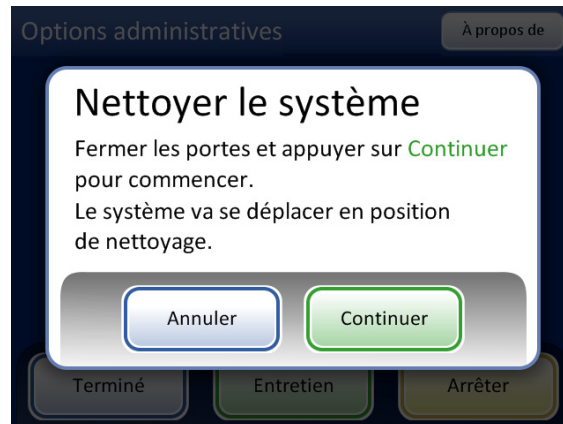 Options administratives
À propos de
Nettoyer le système
Fermer les portes et appuyer sur Continuer
pour commencer.
Le système va se déplacer en position
de nettoyage.
Annuler
Continuer
Terminé
Entretien
Arrêter